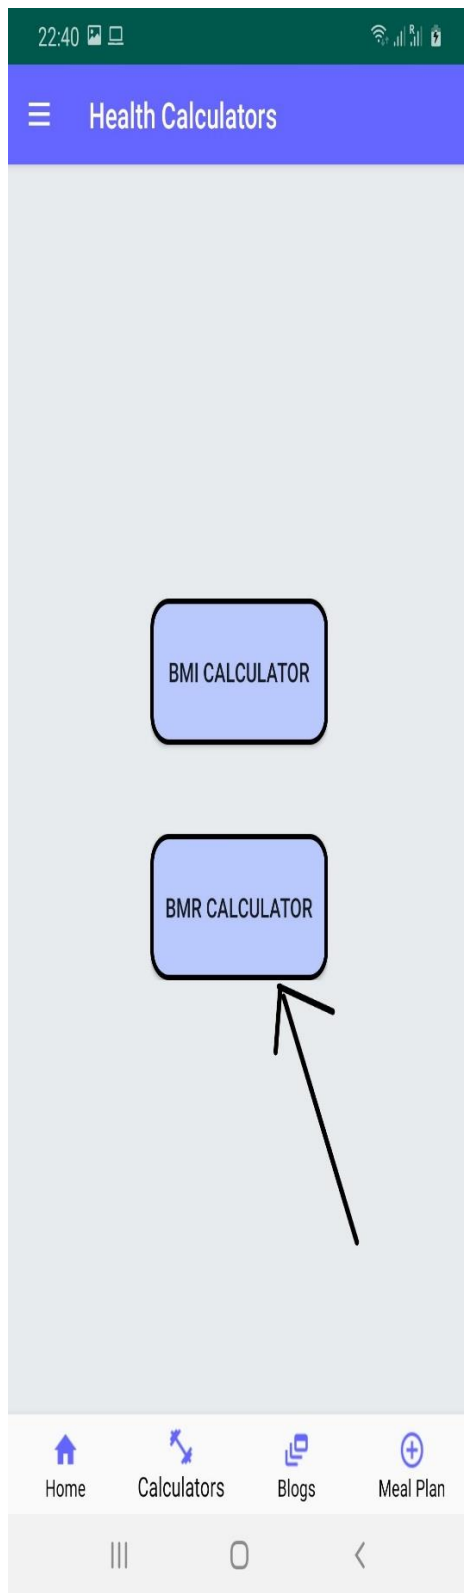 22:40
Health Calculators
BMI CALCULATOR
BMR CALCULATOR
Home Calculators Blogs Meal Plan